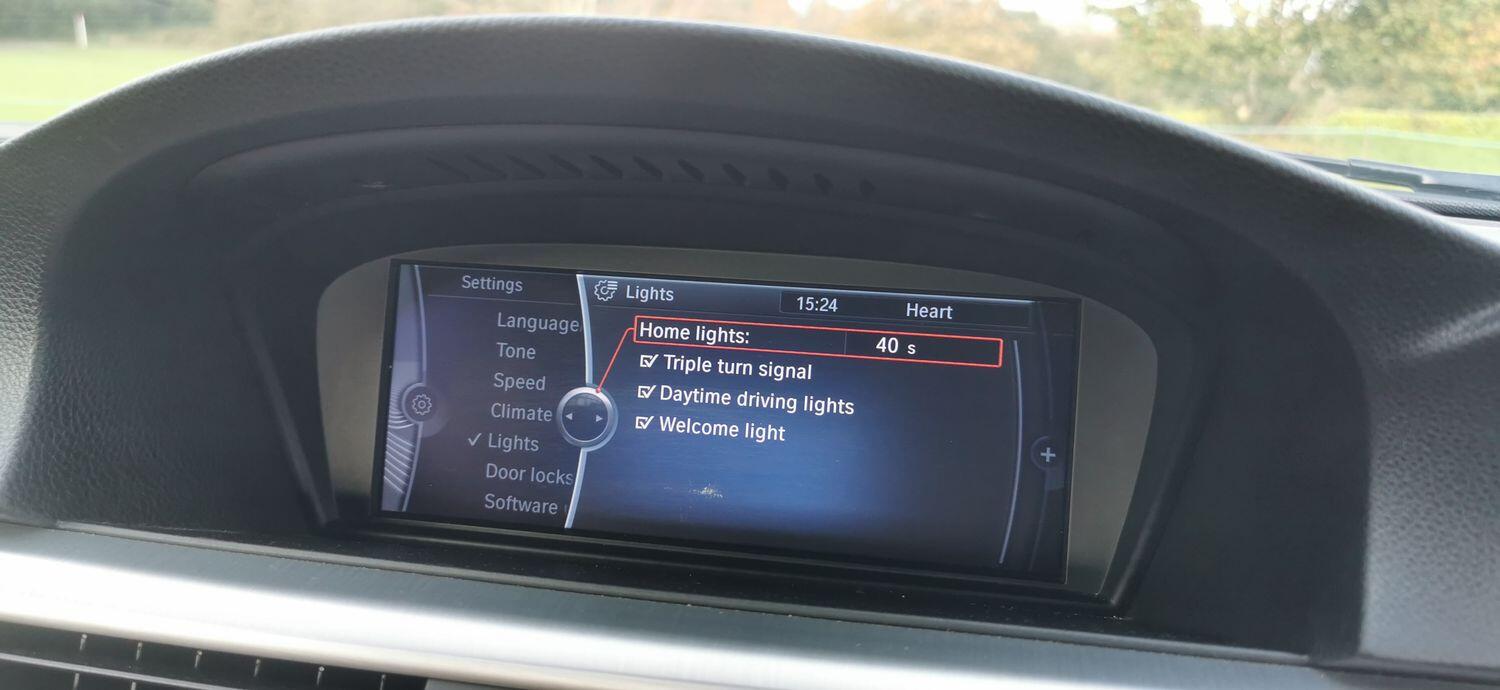 Settings
Lights
15:24
Heart
Language
Tone
Speed
Climate
Lights
Door locks
Software
Home lights: 40 s
Triple turn signal
Daytime driving lights
Welcome light
+